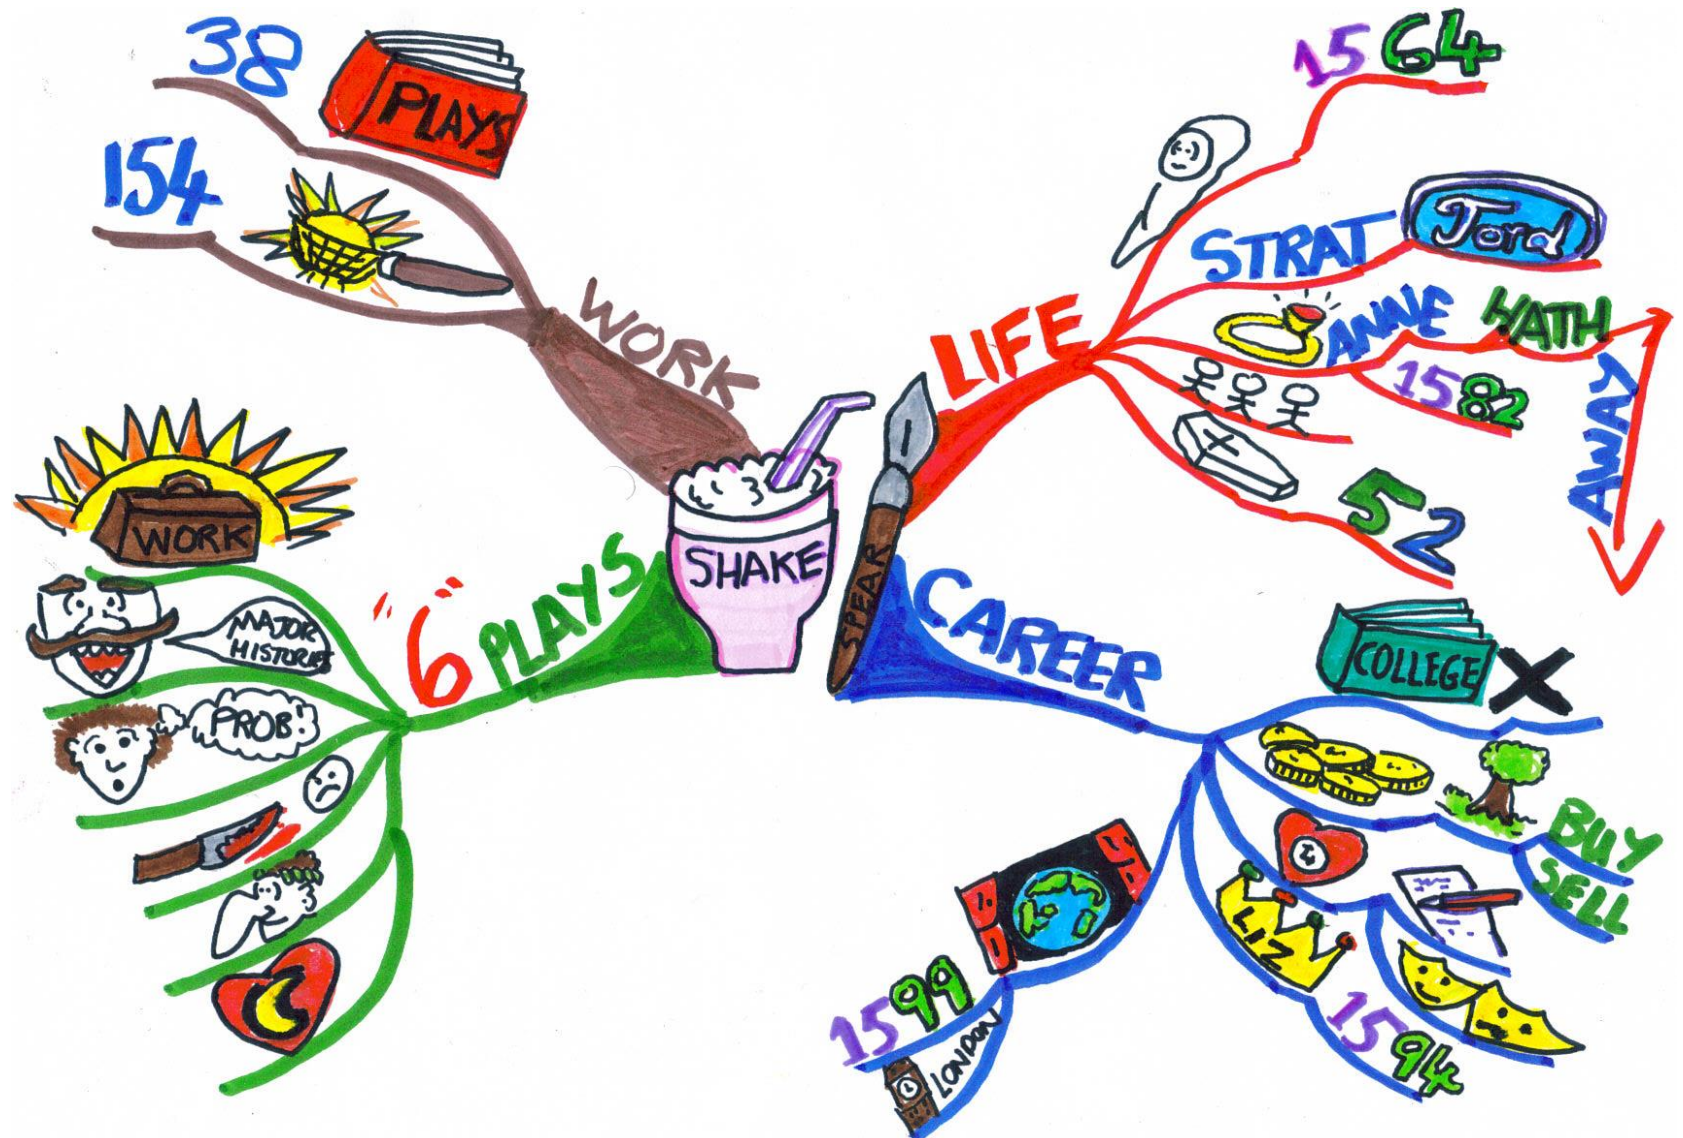 38
PLAYS
154
WORK
1564
STRAT
Ford
LIFE
ANNE HATH
AWAY
1582
52
WORK
MAJOR
HISTORIES
PROB!
"6" PLAYS
SHAKE
SPEAR
CAREER
COLLEGE
BUY
SELL
LIZ
1594
1599
LONDON